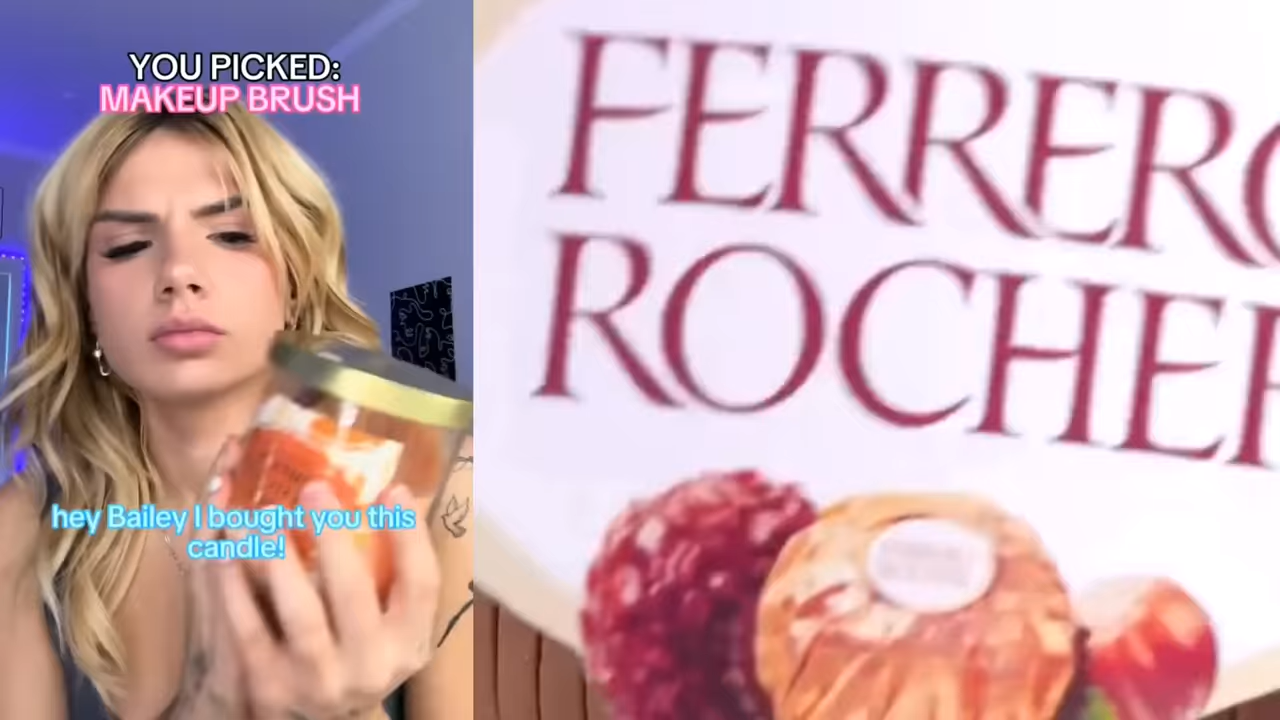 YOU PICKED:
MAKEUP BRUSH
hey Bailey I bought you this
candle!
FERRERO
ROCHER